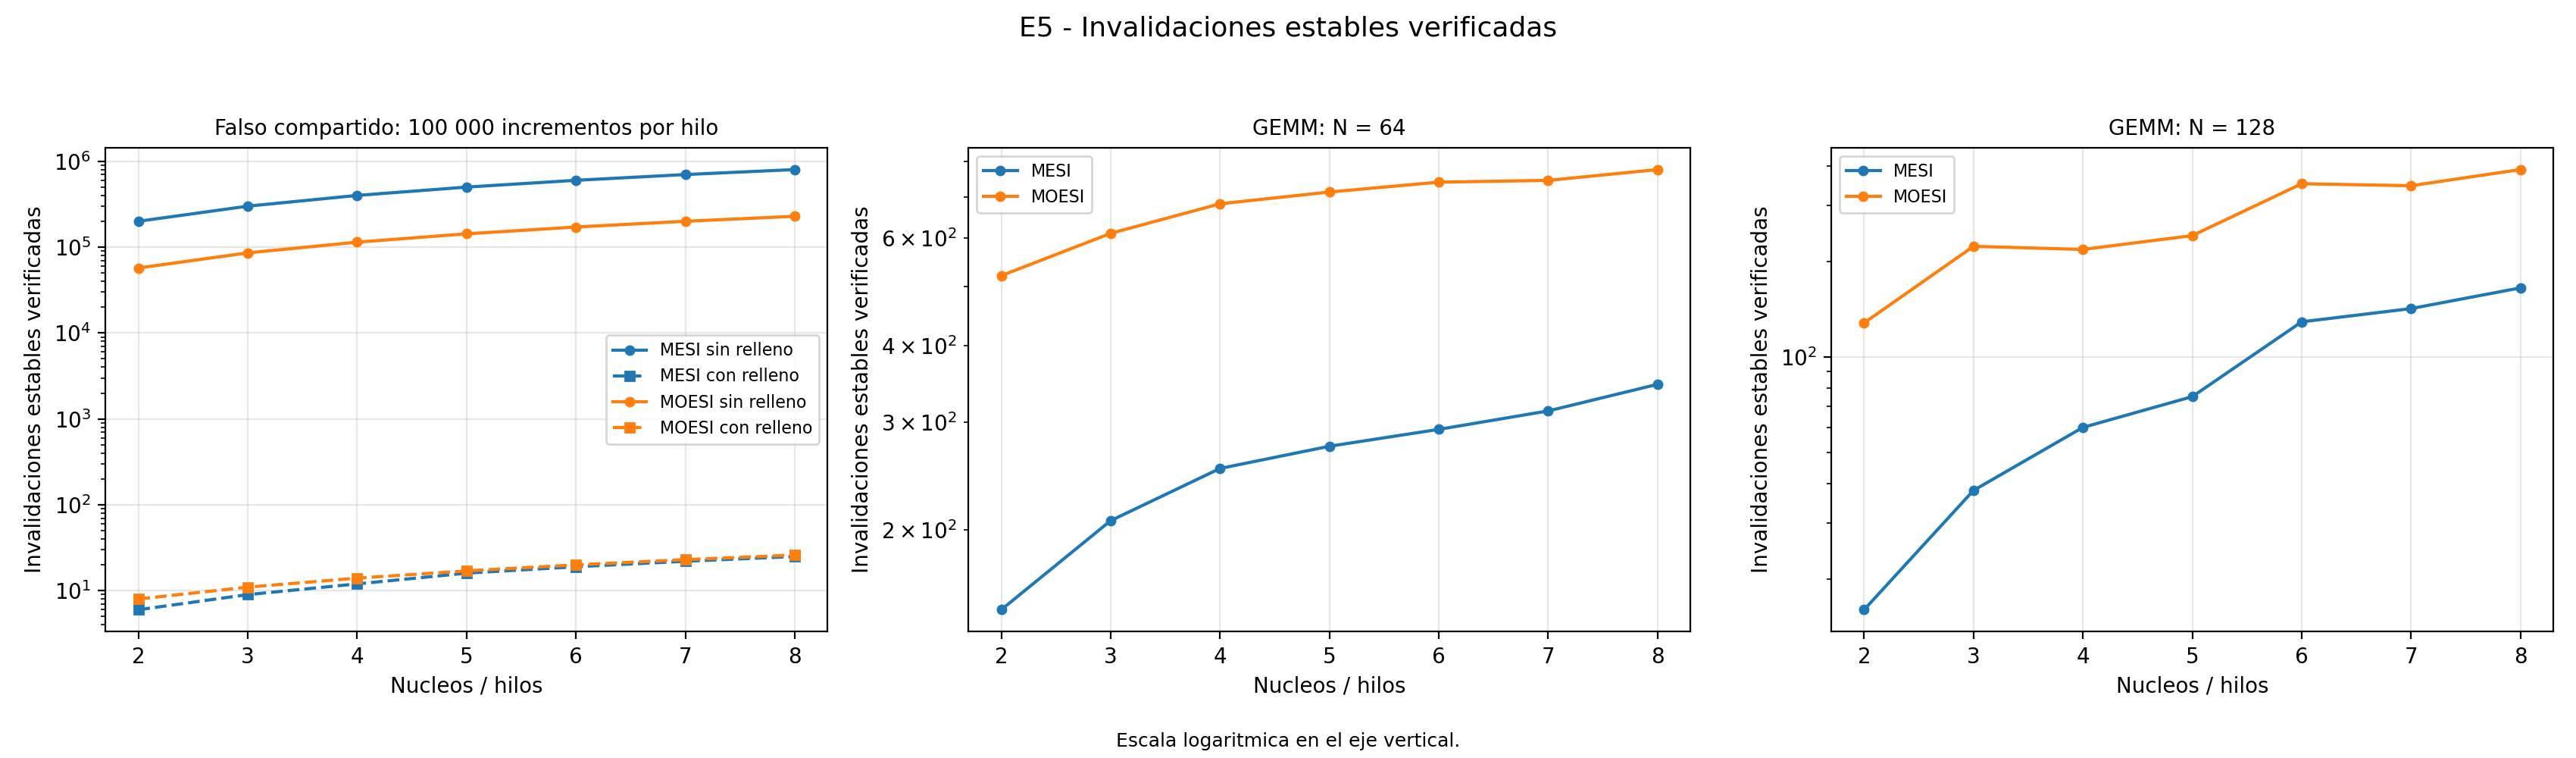 E5 - Invalidaciones estables verificadas
Falso compartido: 100 000 incrementos por hilo
Invalidaciones estables verificadas
10⁶
10⁵
10⁴
10³
10²
10¹
MESI sin relleno
MESI con relleno
MOESI sin relleno
MOESI con relleno
2 3 4 5 6 7 8
Nucleos / hilos
GEMM: N = 64
Invalidaciones estables verificadas
MESI
MOESI
6 × 10²
4 × 10²
3 × 10²
2 × 10²
2 3 4 5 6 7 8
Nucleos / hilos
GEMM: N = 128
Invalidaciones estables verificadas
MESI
MOESI
10²
2 3 4 5 6 7 8
Nucleos / hilos
Escala logaritmica en el eje vertical.